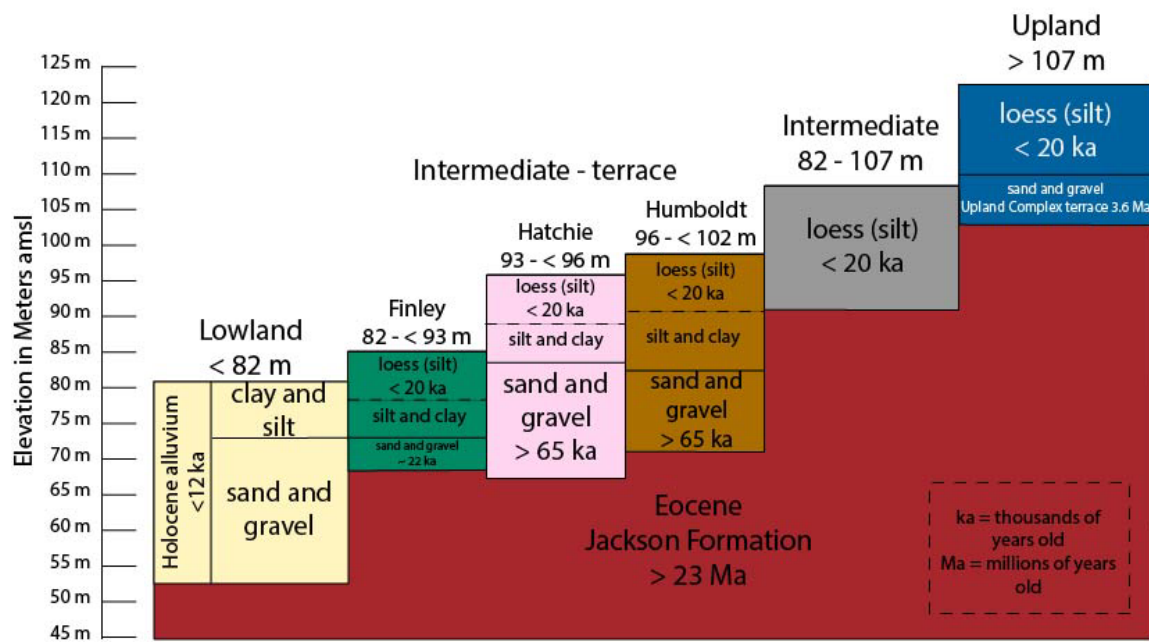 Upland
> 107 m
125 m
120 m
115 m
110 m
105 m
100 m
95 m
90 m
85 m
80 m
75 m
70 m
65 m
60 m
55 m
50 m
45 m
Elevation in Meters amsl
Intermediate
82 - 107 m
Intermediate - terrace
Lowland
< 82 m
Finley
82 - < 93 m
Hatchie
93 - < 96 m
Humboldt
96 - < 102 m
Holocene alluvium
<12 ka
clay and
silt
sand and
gravel
loess (silt)
< 20 ka
silt and clay
sand and gravel
~ 22 ka
loess (silt)
< 20 ka
silt and clay
sand and
gravel
> 65 ka
loess (silt)
< 20 ka
silt and clay
sand and
gravel
> 65 ka
loess (silt)
< 20 ka
loess (silt)
< 20 ka
sand and gravel
Upland Complex terrace 3.6 Ma
Eocene
Jackson Formation
> 23 Ma
ka = thousands of
years old
Ma = millions of years
old